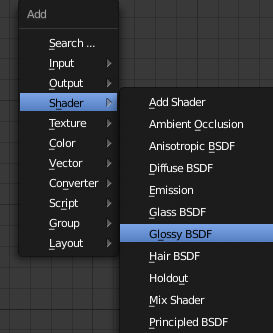 Add
Search ...
Input
Output
Shader
Texture
Color
Vector
Converter
Script
Group
Layout
Add Shader
Ambient Occlusion
Anisotropic BSDF
Diffuse BSDF
Emission
Glass BSDF
Glossy BSDF
Hair BSDF
Holdout
Mix Shader
Principled BSDF